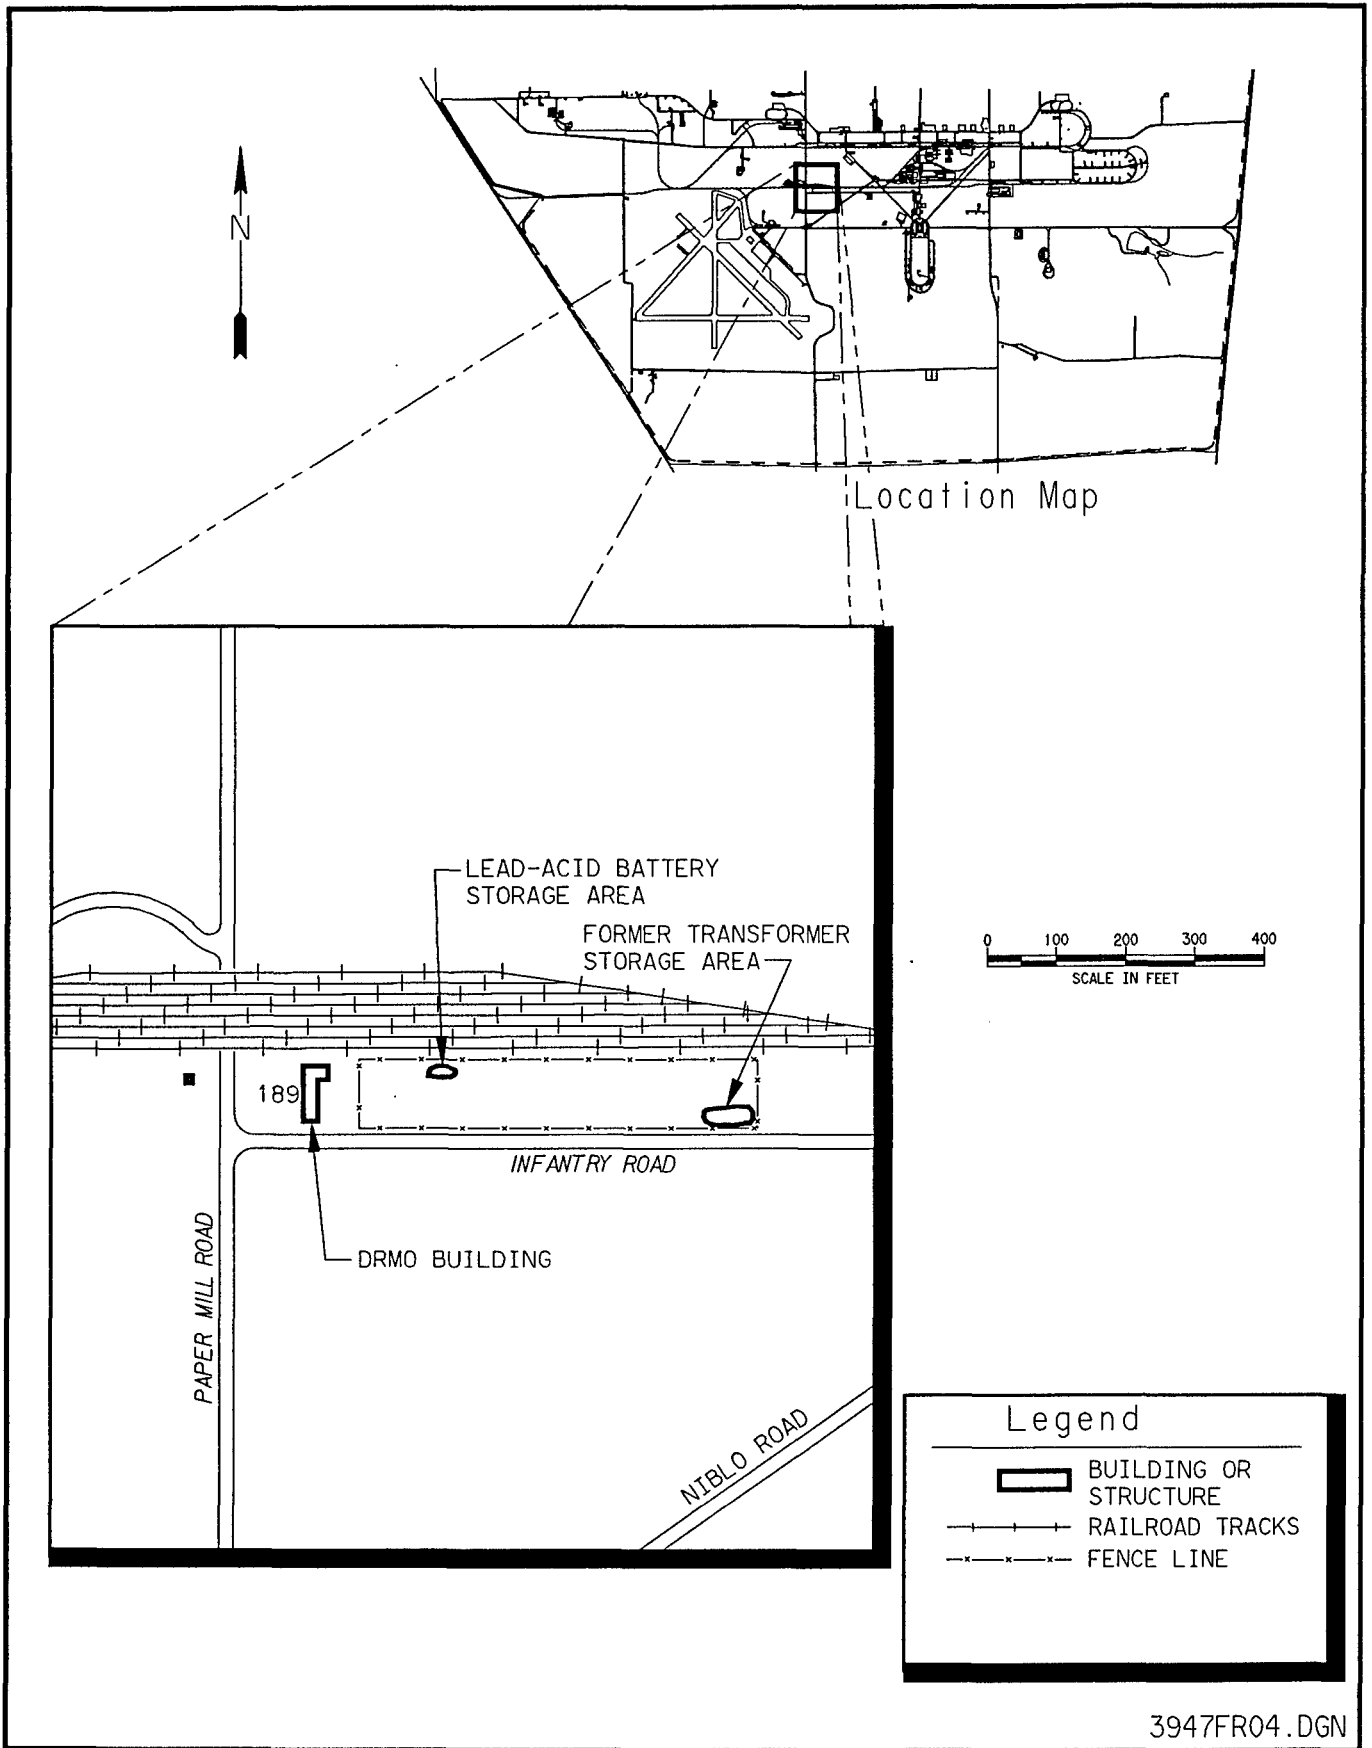 N
Location Map
LEAD-ACID BATTERY
STORAGE AREA
FORMER TRANSFORMER
STORAGE AREA
0 100 200 300 400
SCALE IN FEET
189
INFANTRY ROAD
DRMO BUILDING
PAPER MILL ROAD
NIBLO ROAD
Legend
BUILDING OR
STRUCTURE
RAILROAD TRACKS
FENCE LINE
3947FR04.DGN